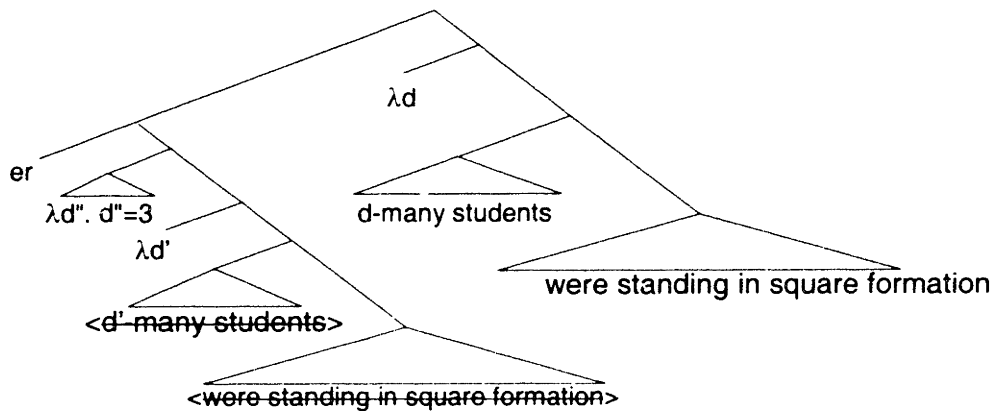 λd
er
λd". d"=3
d-many students
λd'
were standing in square formation
<d'-many students>
<were standing in square formation>